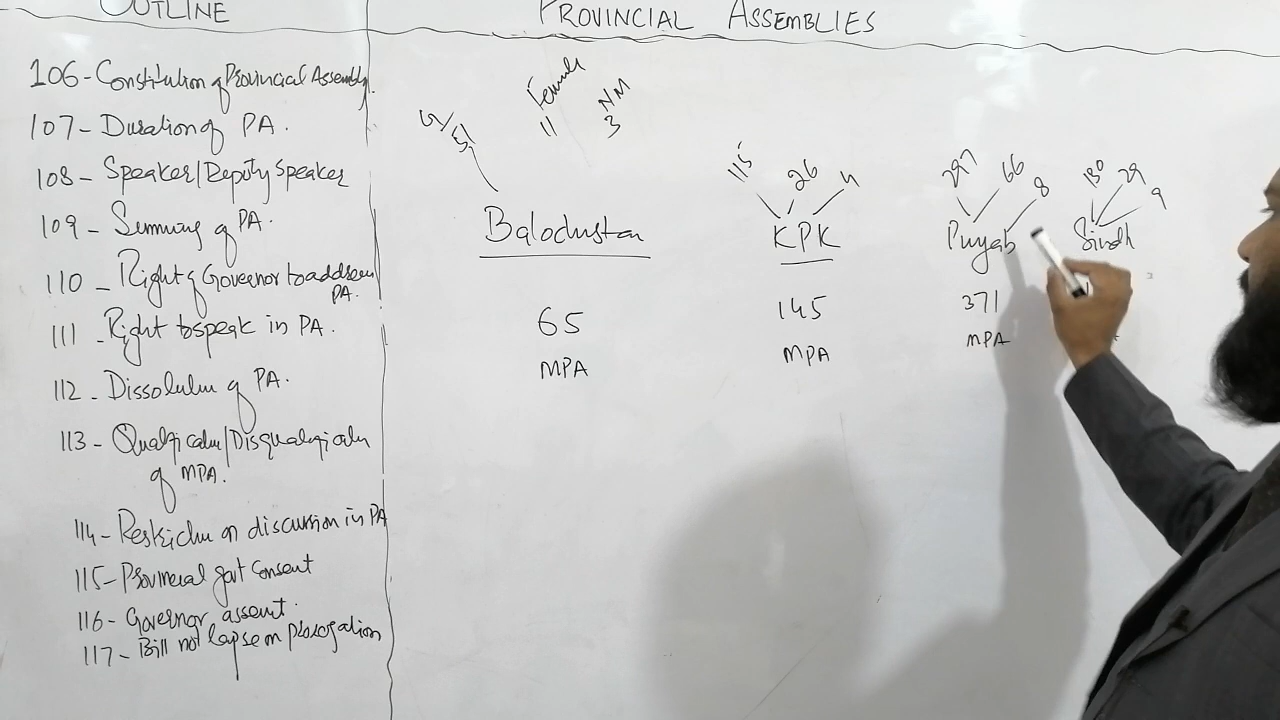 OUTLINE
PROVINCIAL ASSEMBLIES
106 - Constitution of Provincial Assembly.
107 - Duration of PA.
108 - Speaker/Deputy Speaker
109 - Summing of PA.
110 - Right of Governor to address PA.
111 - Right to speak in PA.
112 - Dissolution of PA.
113 - Qualification/Disqualification
of MPA.
114 - Restriction on discussion in PA
115 - Provincial govt Consent
116 - Governor assent.
117 - Bill not lapse on prorogation
G/51
Female
11
NM
3
Balochistan
65
MPA
115 26 4
KPK
145
MPA
297 66 8
Punjab
371
MPA
130 29 9
Sindh